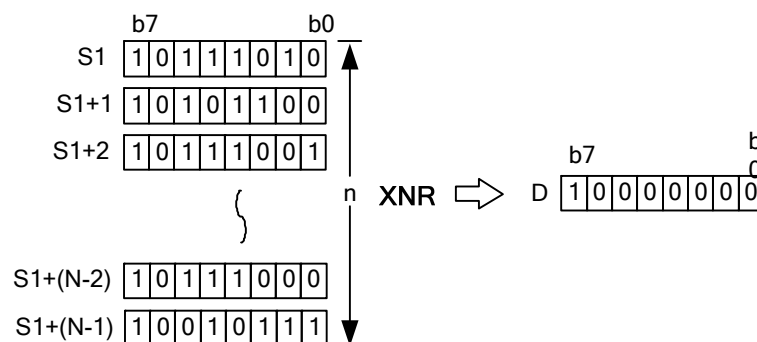 b7 b0
S1 1 0 1 1 1 0 1 0
S1+1 1 0 1 0 1 1 0 0
S1+2 1 0 1 1 1 0 0 1
b7 b
0
n XNR D 1 0 0 0 0 0 0 0
S1+(N-2) 1 0 1 1 1 0 0 0
S1+(N-1) 1 0 0 1 0 1 1 1